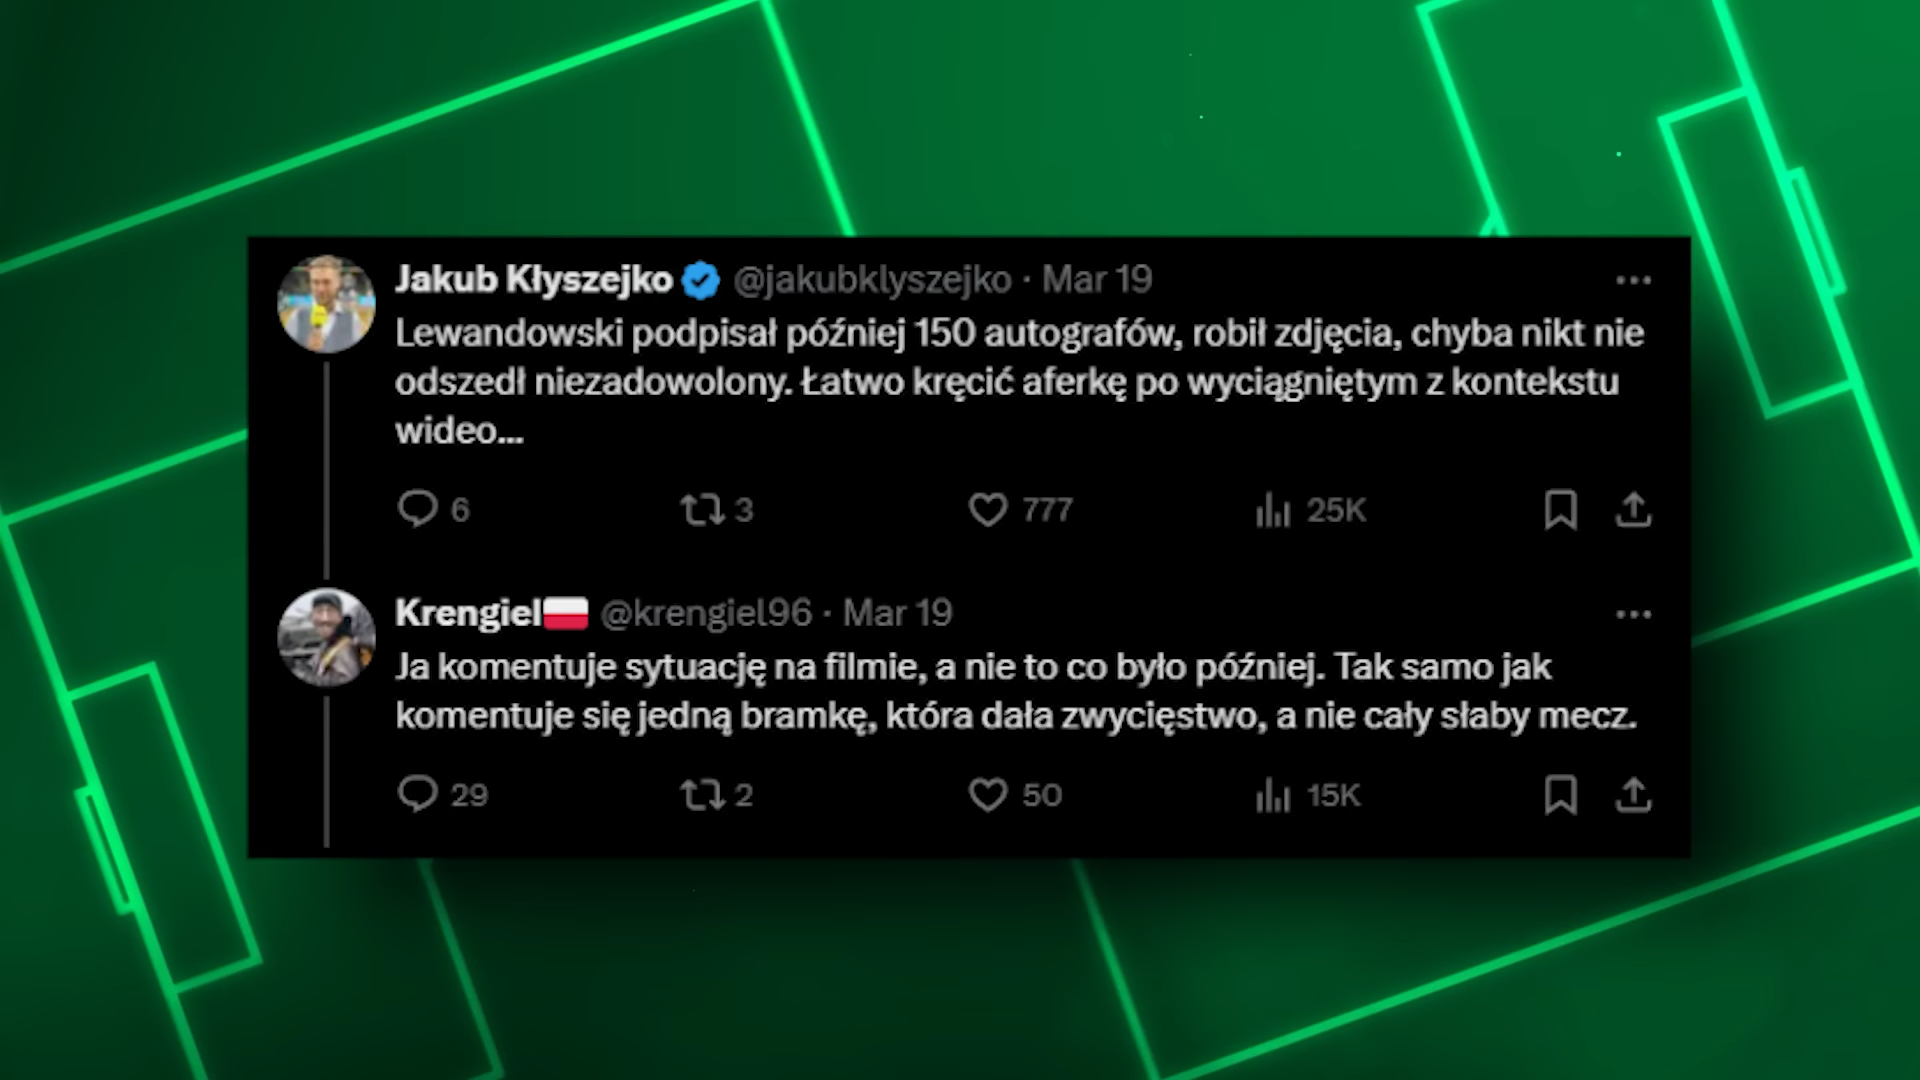 Jakub Kłyszejko @jakubklyszejko · Mar 19
Lewandowski podpisał później 150 autografów, robił zdjęcia, chyba nikt nie
odszedł niezadowolony. Łatwo kręcić aferkę po wyciągniętym z kontekstu
wideo...
6 3 777 25K
Krengiel @krengiel96 · Mar 19
Ja komentuje sytuację na filmie, a nie to co było później. Tak samo jak
komentuje się jedną bramkę, która dała zwycięstwo, a nie cały słaby mecz.
29 2 50 15K